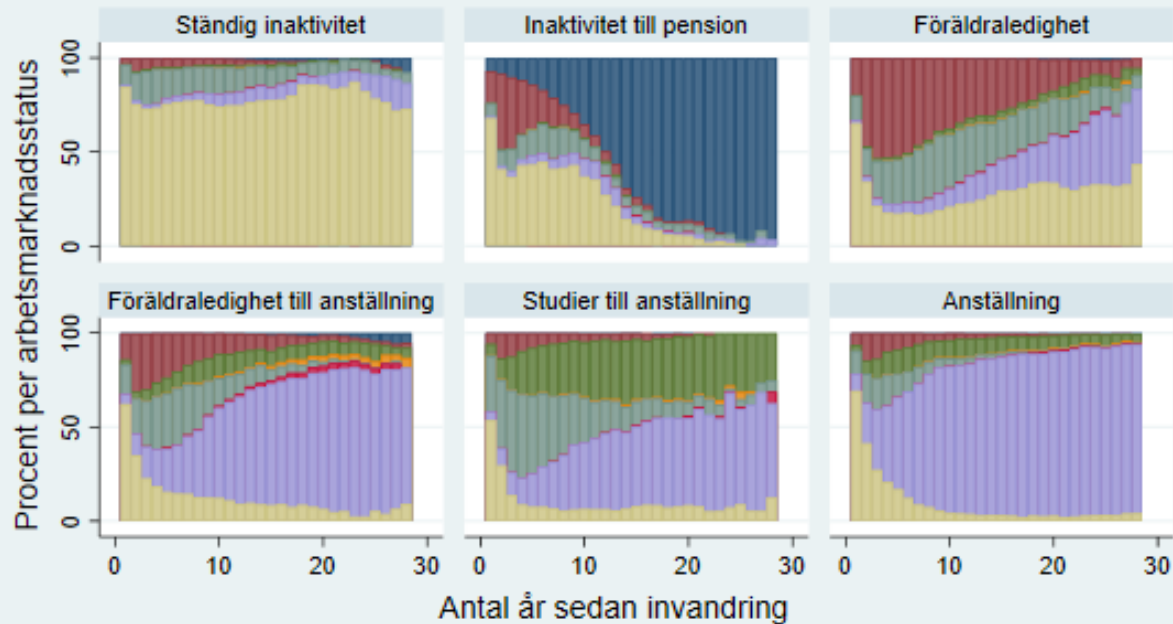 Ständig inaktivitet
Inaktivitet till pension
Föräldraledighet
100
50
0
Föräldraledighet till anställning
Studier till anställning
Anställning
100
50
0
0 10 20 30
0 10 20 30
0 10 20 30
Procent per arbetsmarknadsstatus
Antal år sedan invandring